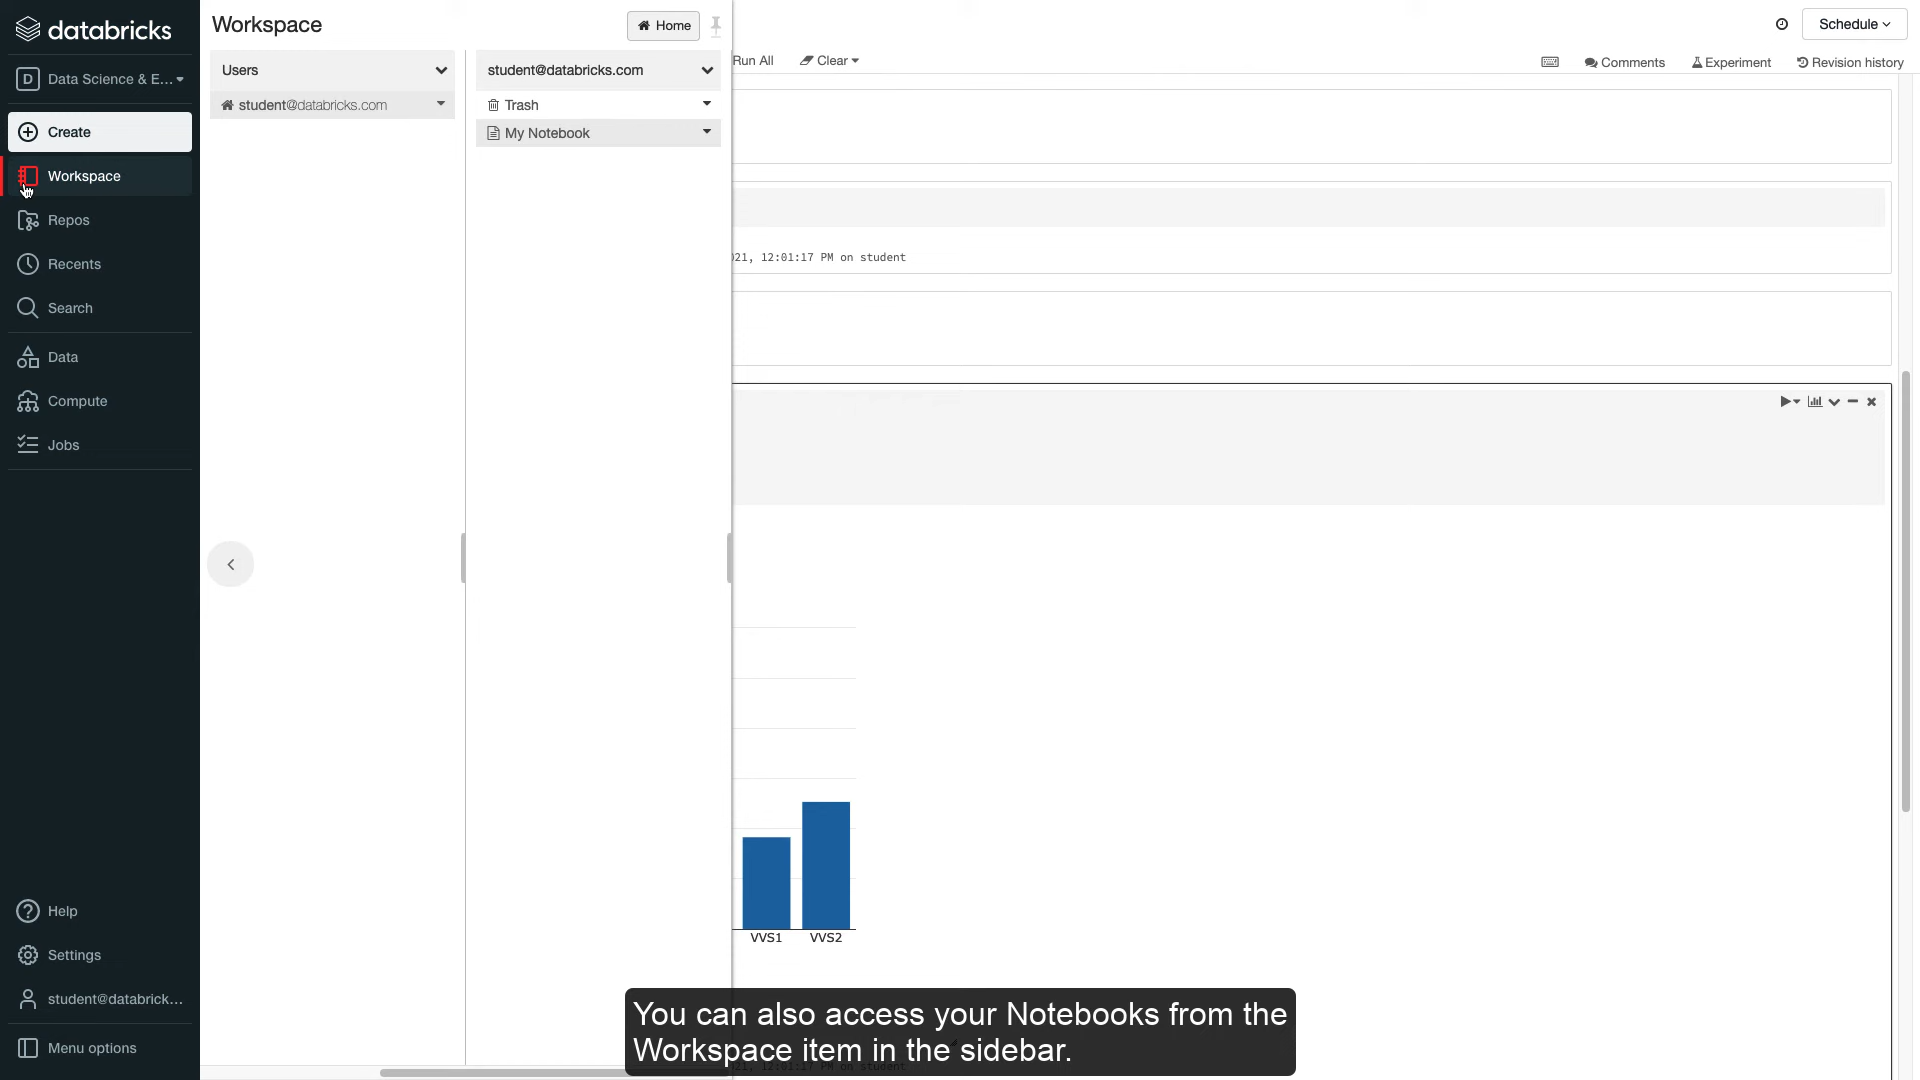 databricks
Data Science & E...
Create
Workspace
Repos
Recents
Search
Data
Compute
Jobs
Help
Settings
student@databrick...
Menu options
Workspace
Home
Users
student@databricks.com
student@databricks.com
Trash
My Notebook
Run All
Clear
Schedule
Comments
Experiment
Revision history
21, 12:01:17 PM on student
VVS1
VVS2
You can also access your Notebooks from the
Workspace item in the sidebar.